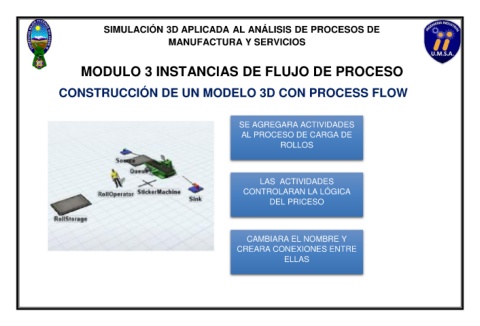 SIMULACIÓN 3D APLICADA AL ANÁLISIS DE PROCESOS DE
MANUFACTURA Y SERVICIOS
U.M.S.A.
MODULO 3 INSTANCIAS DE FLUJO DE PROCESO
CONSTRUCCIÓN DE UN MODELO 3D CON PROCESS FLOW
SE AGREGARA ACTIVIDADES
AL PROCESO DE CARGA DE
ROLLOS
Source
Queue
RollOperator
StickerMachine
Sink
RollStorage
LAS ACTIVIDADES
CONTROLARAN LA LÓGICA
DEL PRICESO
CAMBIARA EL NOMBRE Y
CREARA CONEXIONES ENTRE
ELLAS